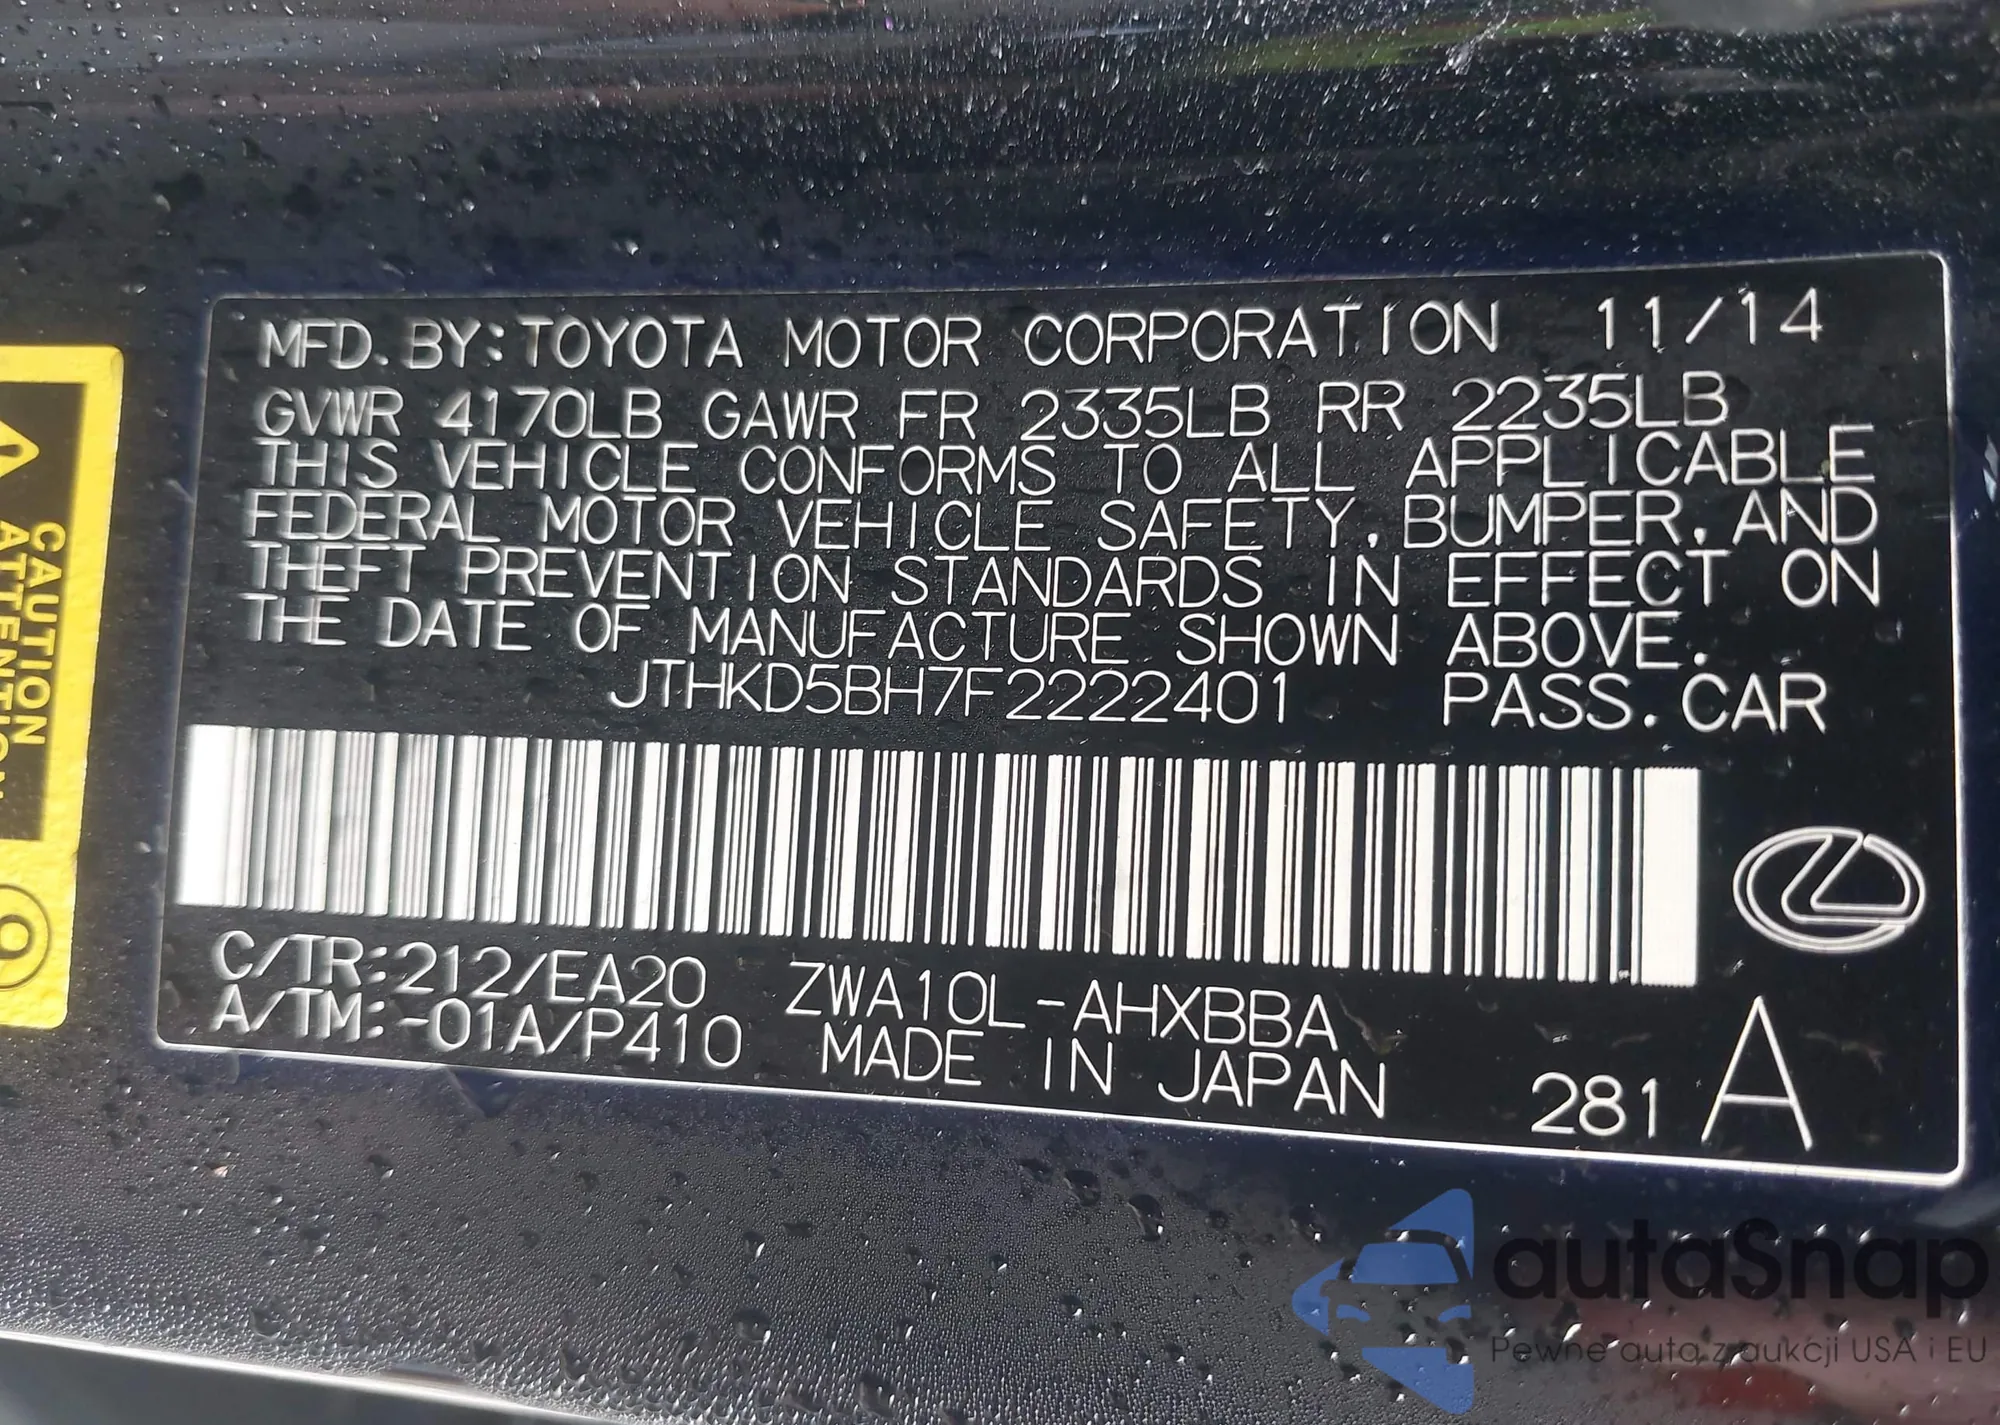 MFD. BY: TOYOTA MOTOR CORPORATION 11/14
GVWR 4170LB GAWR FR 2335LB RR 2235LB
THIS VEHICLE CONFORMS TO ALL APPLICABLE
FEDERAL MOTOR VEHICLE SAFETY, BUMPER, AND
THEFT PREVENTION STANDARDS IN EFFECT ON
THE DATE OF MANUFACTURE SHOWN ABOVE.
JTHKD5BH7F2222401 PASS. CAR
C/TR:212/EA20 ZWA10L-AHXBBA
A/TM:-01A/P410 MADE IN JAPAN 281 A
CAUTION
ATTENTION
autaSnap
Pewne auta z aukcji USA i EU